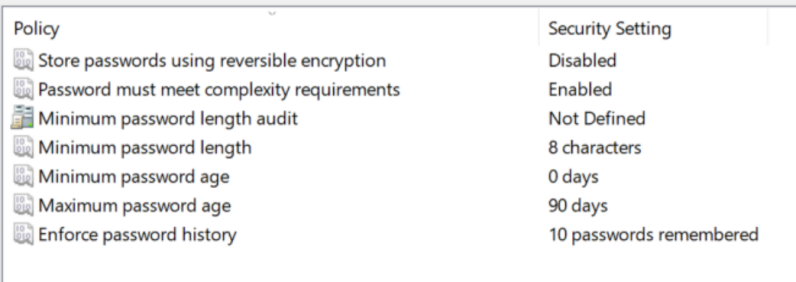 Policy Security Setting
Store passwords using reversible encryption Disabled
Password must meet complexity requirements Enabled
Minimum password length audit Not Defined
Minimum password length 8 characters
Minimum password age 0 days
Maximum password age 90 days
Enforce password history 10 passwords remembered